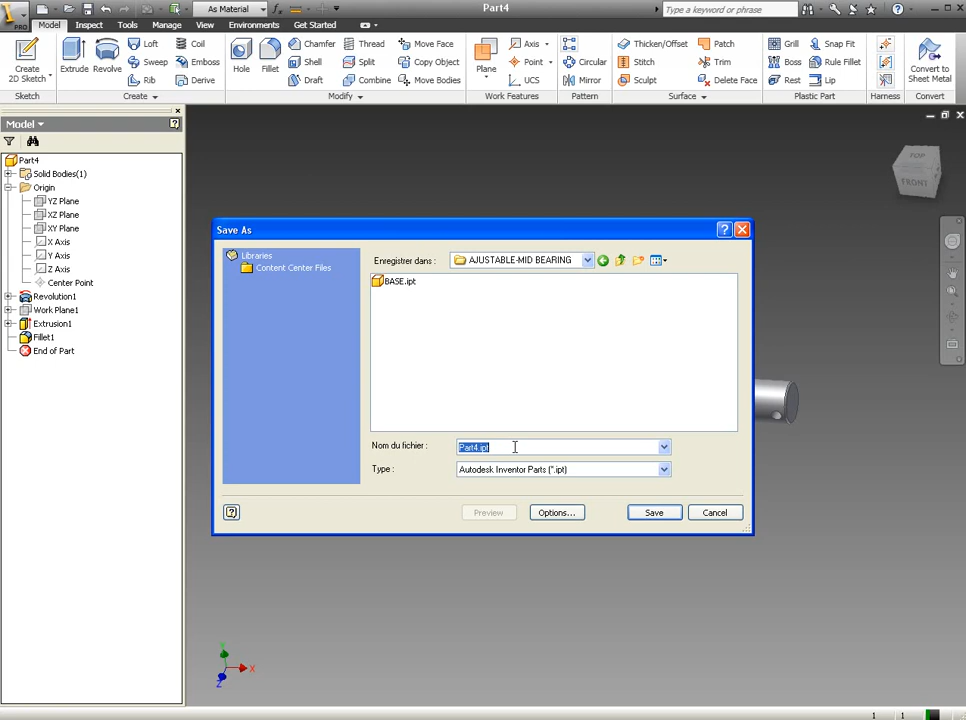 As Material
Part4
Type a keyword or phrase
PRO
Model Inspect Tools Manage View Environments Get Started
Create 2D Sketch
Extrude
Revolve
Loft
Sweep
Rib
Coil
Emboss
Derive
Hole
Fillet
Chamfer
Shell
Draft
Thread
Split
Combine
Move Face
Copy Object
Move Bodies
Plane
Axis
Point
UCS
Circular
Mirror
Thicken/Offset
Stitch
Sculpt
Patch
Trim
Delete Face
Grill
Boss
Rest
Snap Fit
Rule Fillet
Lip
Convert to Sheet Metal
Sketch Create Modify Work Features Pattern Surface Plastic Part Harness Convert
Model
Part4
Solid Bodies(1)
Origin
YZ Plane
XZ Plane
XY Plane
X Axis
Y Axis
Z Axis
Center Point
Revolution1
Work Plane1
Extrusion1
Fillet1
End of Part
TOP
FRONT
Save As
Libraries
Content Center Files
Enregistrer dans : AJUSTABLE-MID BEARING
BASE.ipt
Nom du fichier : Part4.ipt
Type : Autodesk Inventor Parts (*.ipt)
Preview Options... Save Cancel
Y
X
Z
1 1